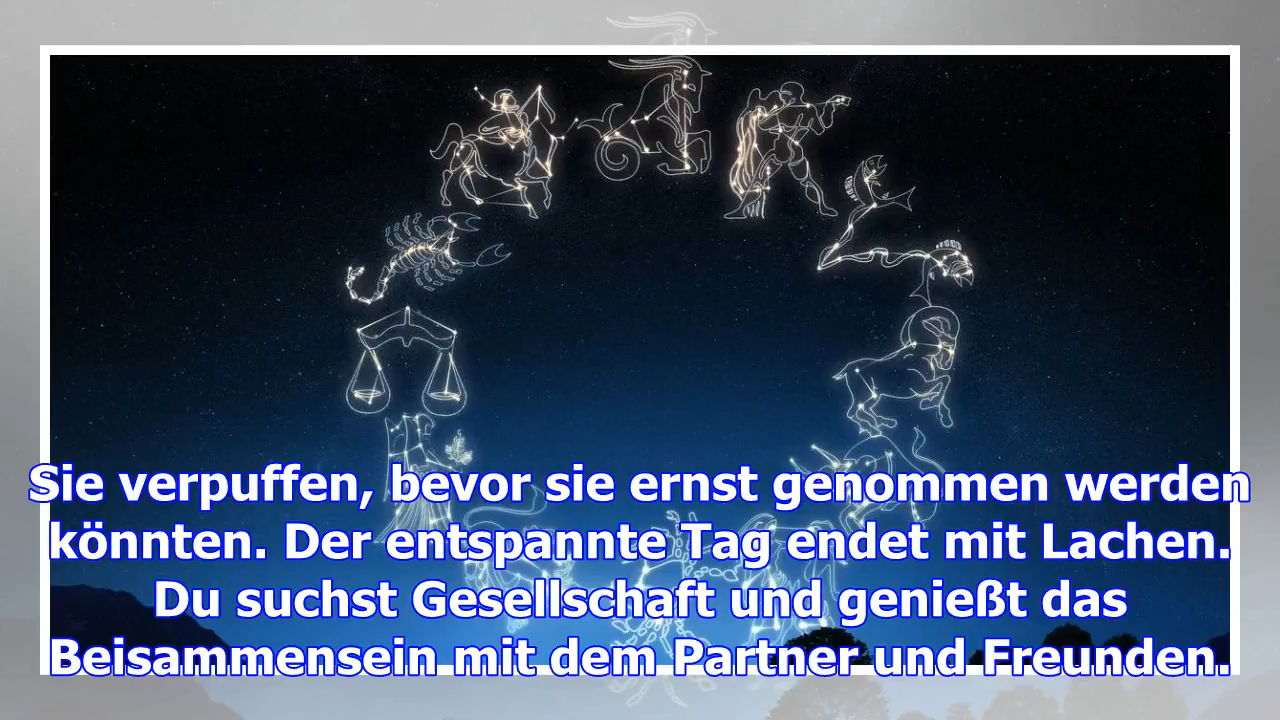 Sie verpuffen, bevor sie ernst genommen werden
könnten. Der entspannte Tag endet mit Lachen.
Du suchst Gesellschaft und genießt das
Beisammensein mit dem Partner und Freunden.